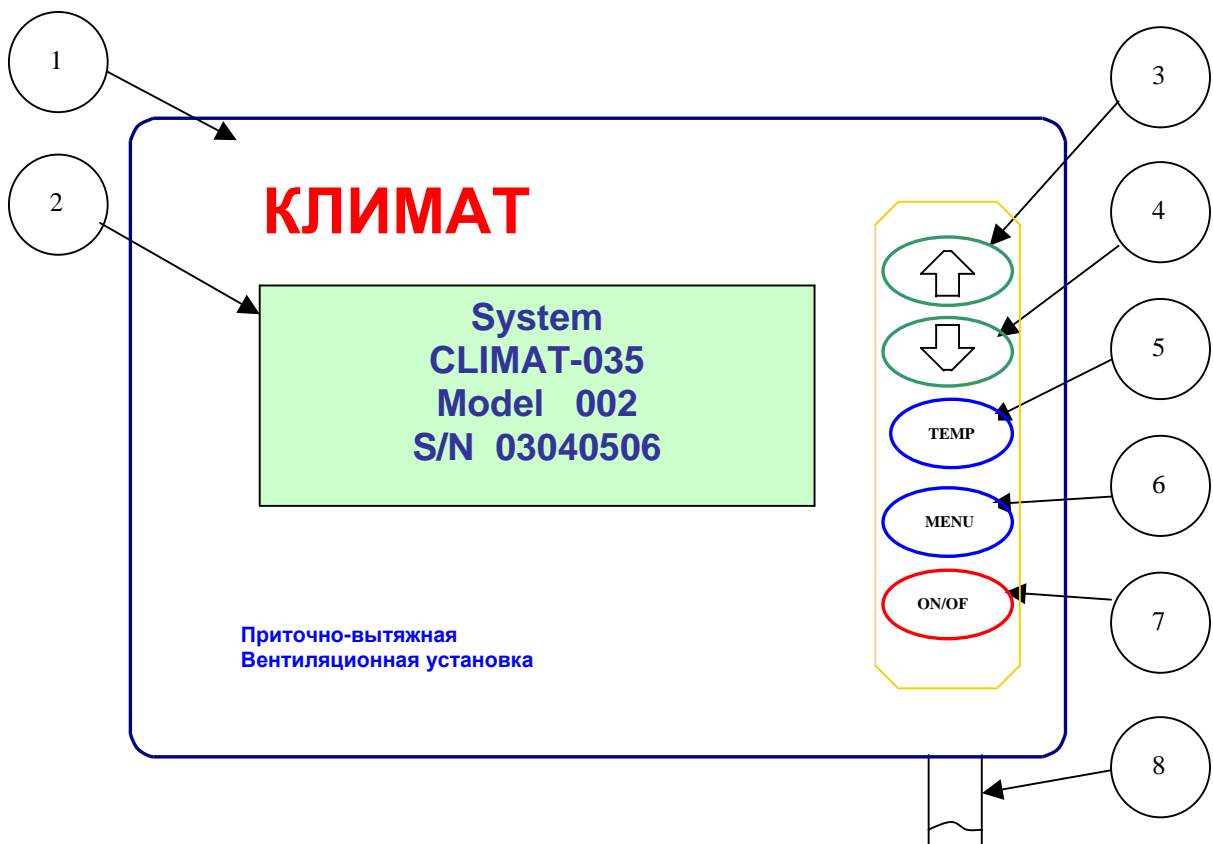 1
3
КЛИМАТ
2
4
System
CLIMAT-035
Model 002
S/N 03040506
5
TEMP
6
MENU
ON/OF
7
Приточно-вытяжная
Вентиляционная установка
8